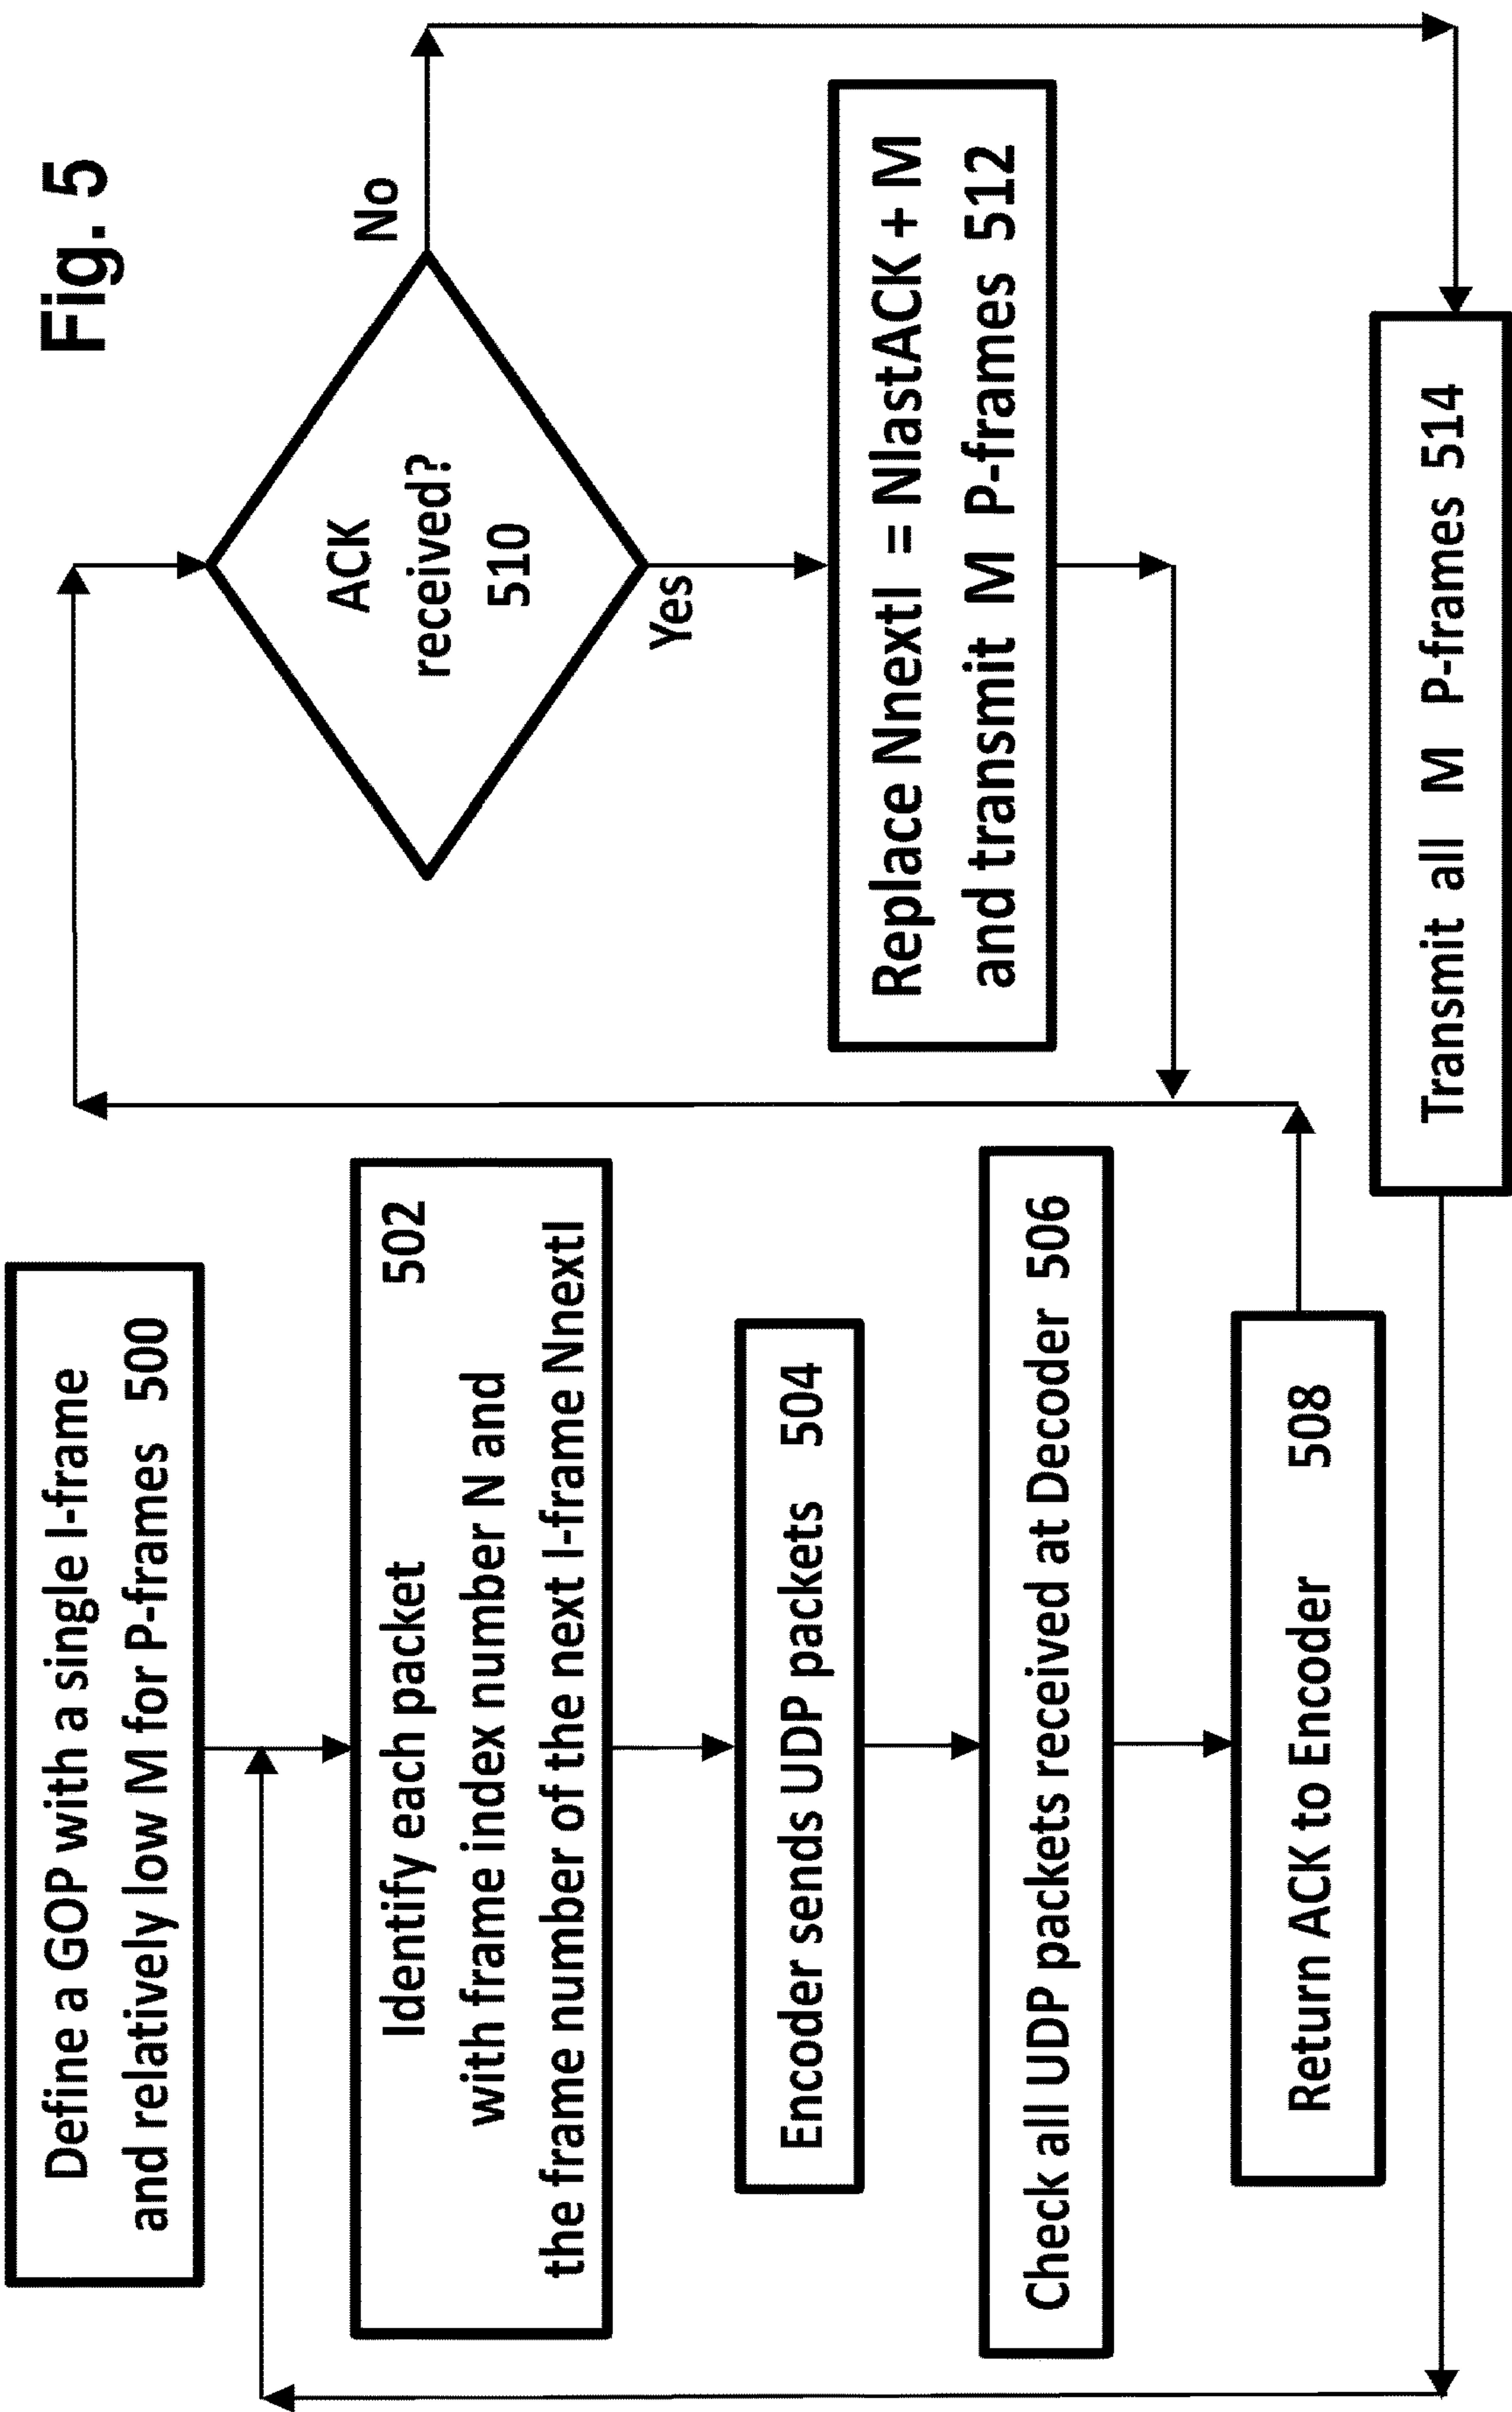 Fig. 5
Define a GOP with a single I-frame
and relatively low M for P-frames 500
Identify each packet 502
with frame index number N and
the frame number of the next I-frame NnextI
Encoder sends UDP packets 504
Check all UDP packets received at Decoder 506
Return ACK to Encoder 508
ACK
received?
510
No
Yes
Replace NnextI = NlastACK + M
and transmit M P-frames 512
Transmit all M P-frames 514